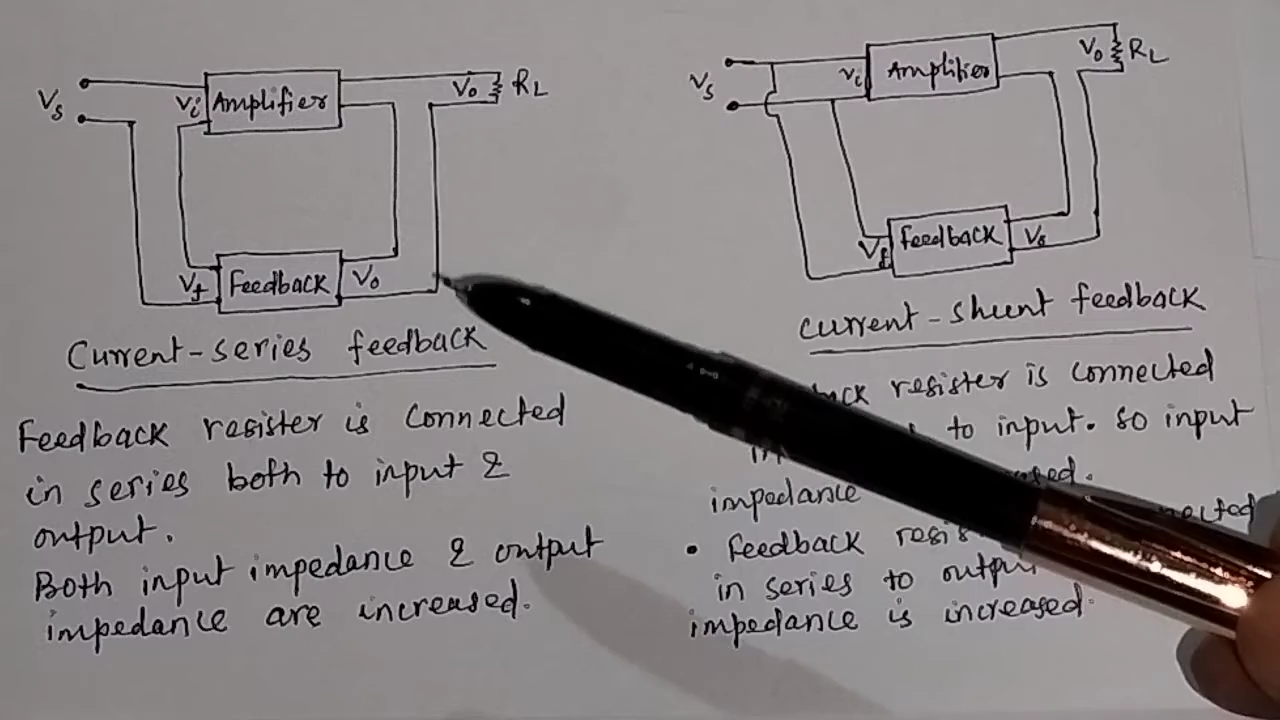 Vs
Vi
Amplifier
Vo
RL
Vf
Feedback
Vo
Current-series feedback
Feedback resister is connected
in series both to input &
output.
Both input impedance & output
impedance are increased.
Vs
Vi
Amplifier
Vo
RL
Vf
Feedback
Vo
Current-shunt feedback
resister is connected
to input. so input
impedance
• Feedback
in series to
impedance is increased.